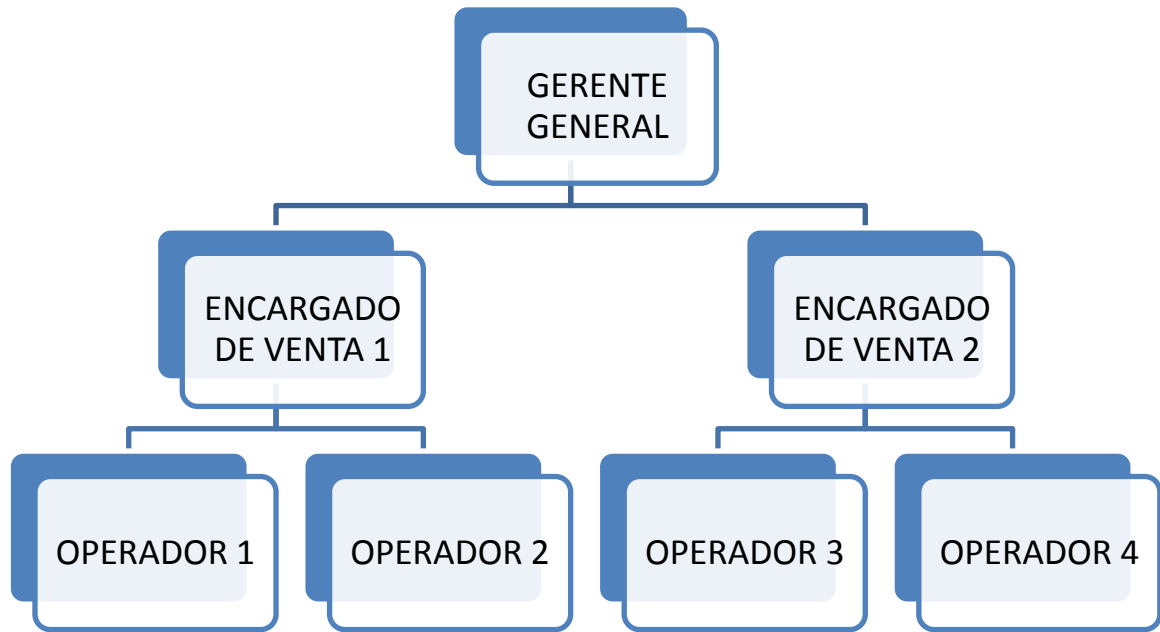 GERENTE
GENERAL
ENCARGADO
DE VENTA 1
ENCARGADO
DE VENTA 2
OPERADOR 1
OPERADOR 2
OPERADOR 3
OPERADOR 4